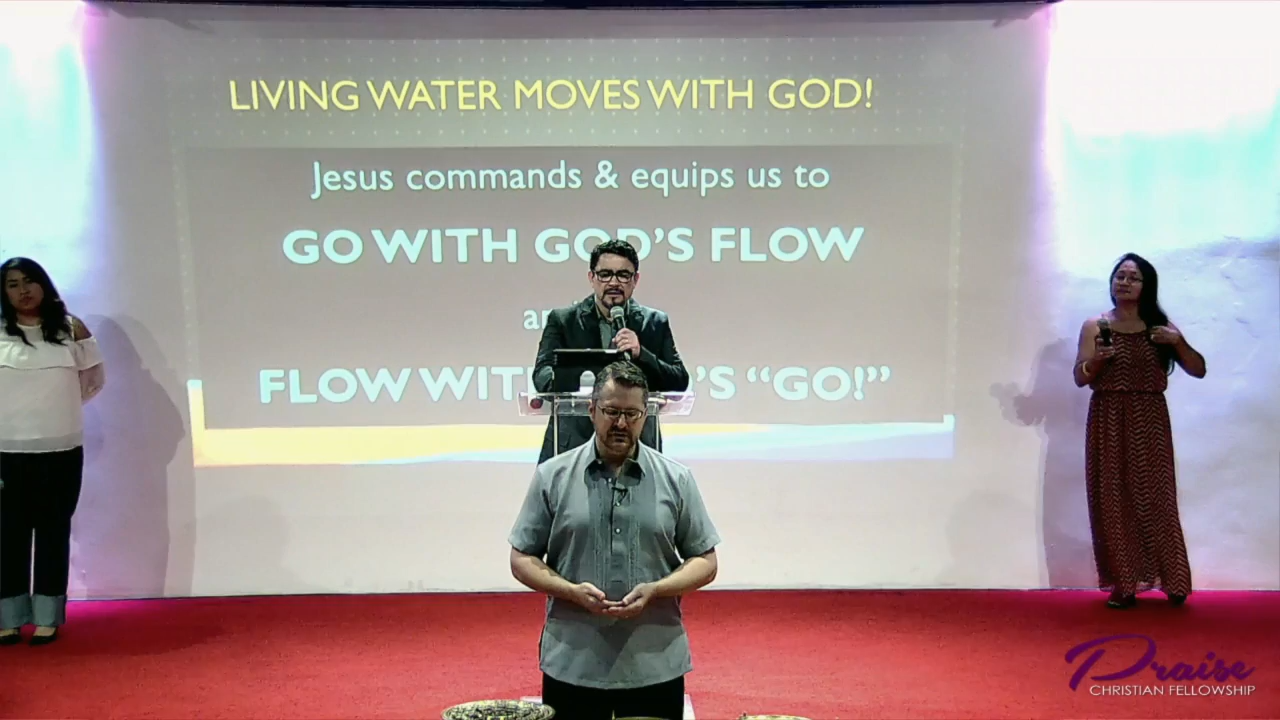 LIVING WATER MOVES WITH GOD!
Jesus commands & equips us to
GO WITH GOD'S FLOW
FLOW 'S “GO!”
Praise
CHRISTIAN FELLOWSHIP